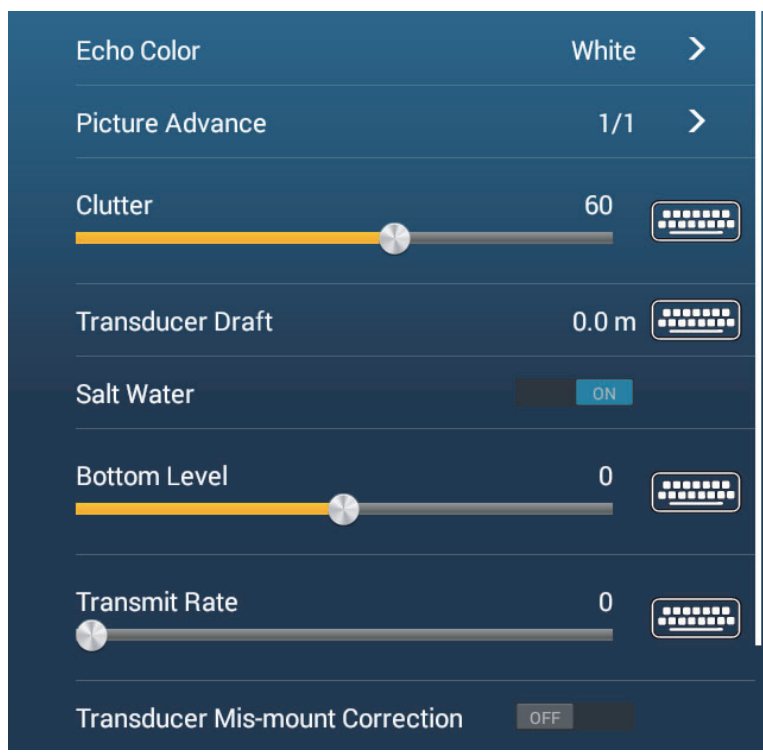 Echo Color White
Picture Advance 1/1
Clutter 60
Transducer Draft 0.0 m
Salt Water ON
Bottom Level 0
Transmit Rate 0
Transducer Mis-mount Correction OFF